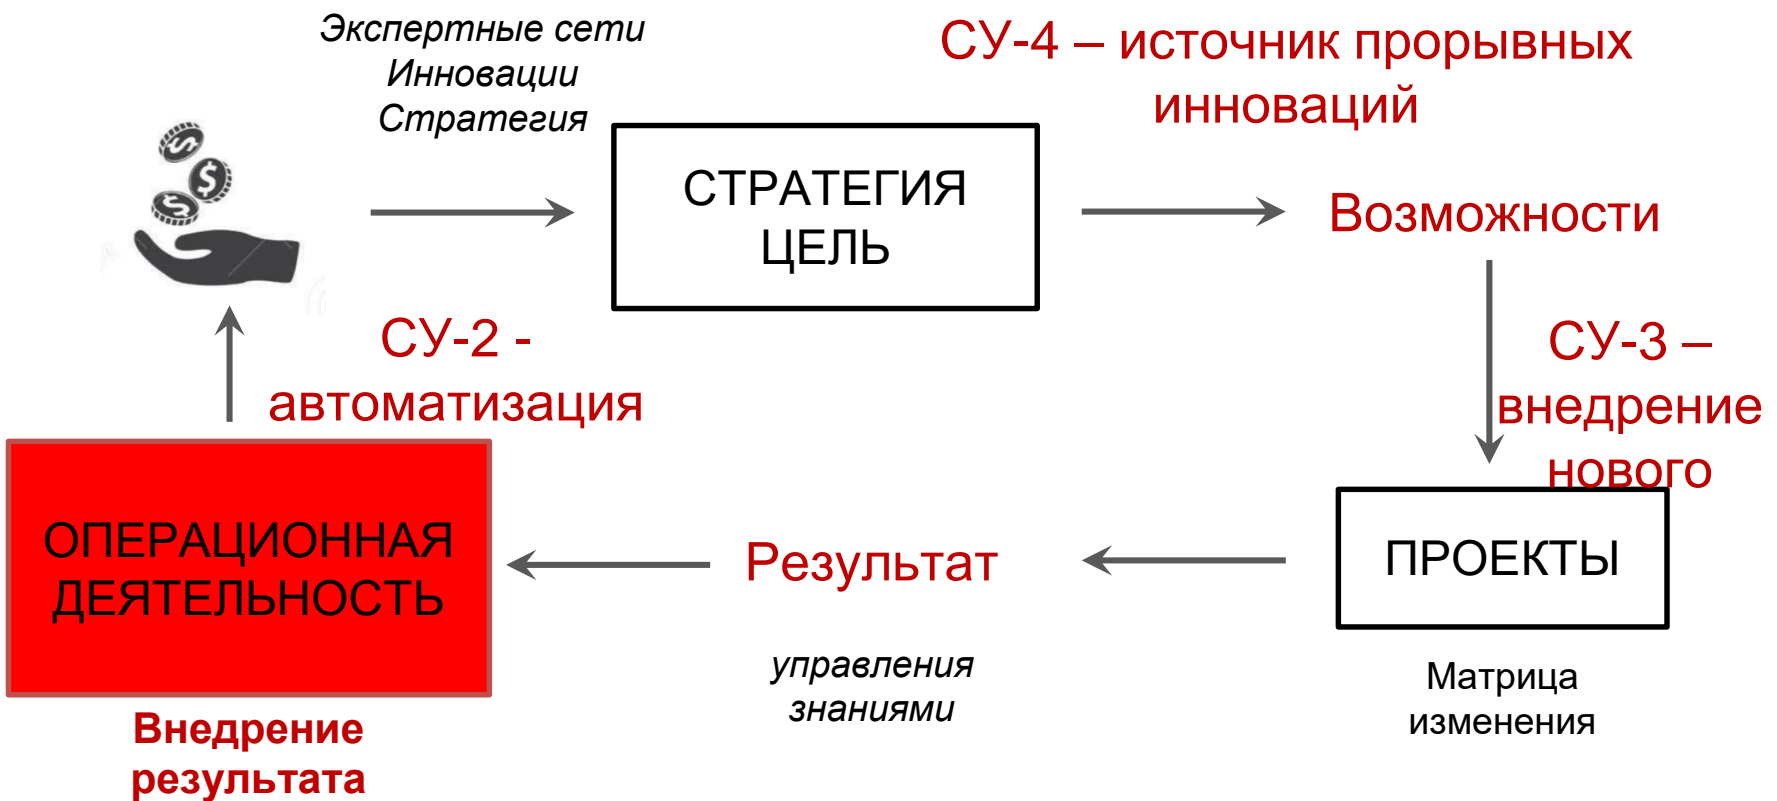 Экспертные сети
Инновации
Стратегия
СУ-4 – источник прорывных
инноваций
СТРАТЕГИЯ
ЦЕЛЬ
Возможности
СУ-2 -
автоматизация
СУ-3 –
внедрение
нового
ОПЕРАЦИОННАЯ
ДЕЯТЕЛЬНОСТЬ
Результат
ПРОЕКТЫ
управления
знаниями
Матрица
изменения
Внедрение
результата